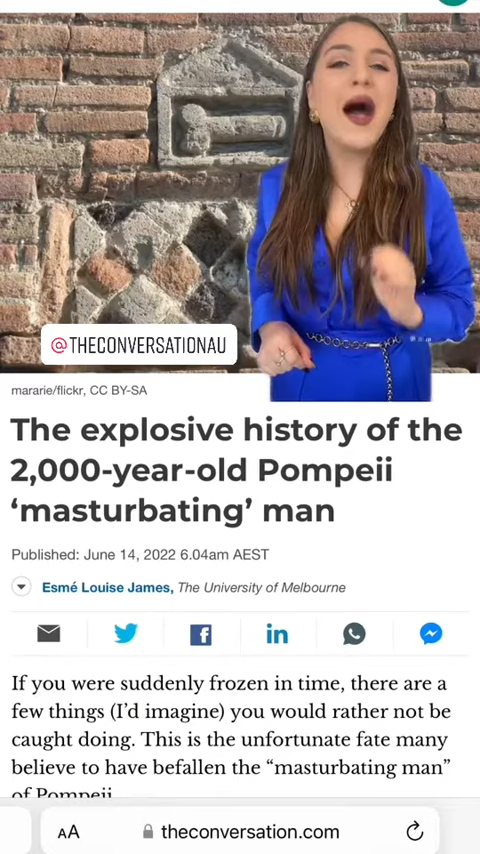 @THECONVERSATIONAU
mararie/flickr, CC BY-SA
The explosive history of the
2,000-year-old Pompeii
‘masturbating’ man
Published: June 14, 2022 6.04am AEST
Esmé Louise James, The University of Melbourne
If you were suddenly frozen in time, there are a
few things (I’d imagine) you would rather not be
caught doing. This is the unfortunate fate many
believe to have befallen the “masturbating man”
of Pompeii
AA
theconversation.com